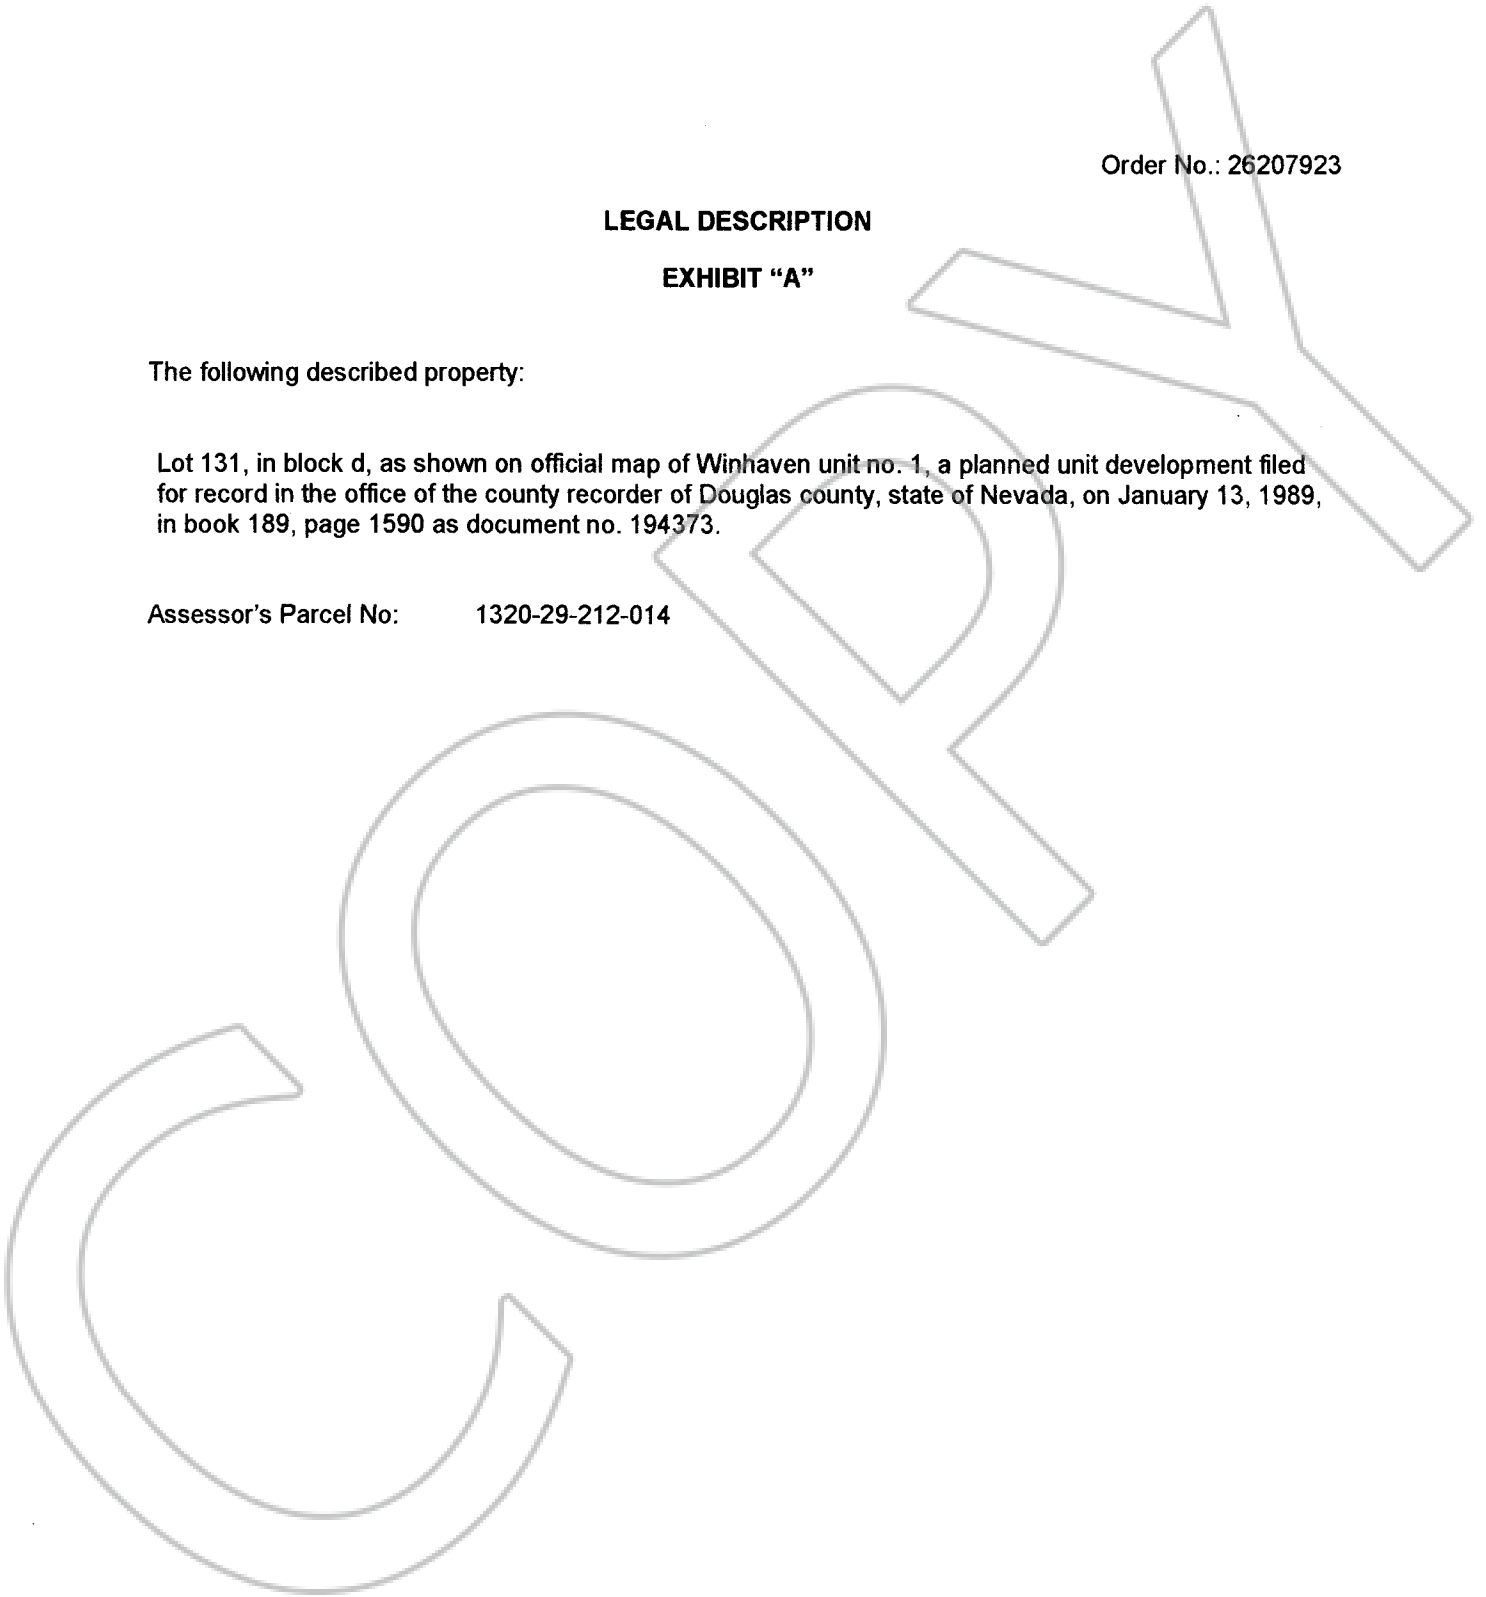 Order No.: 26207923
LEGAL DESCRIPTION
EXHIBIT “A”
The following described property:
Lot 131, in block d, as shown on official map of Winhaven unit no. 1, a planned unit development filed
for record in the office of the county recorder of Douglas county, state of Nevada, on January 13, 1989,
in book 189, page 1590 as document no. 194373.
Assessor’s Parcel No: 1320-29-212-014
COPY